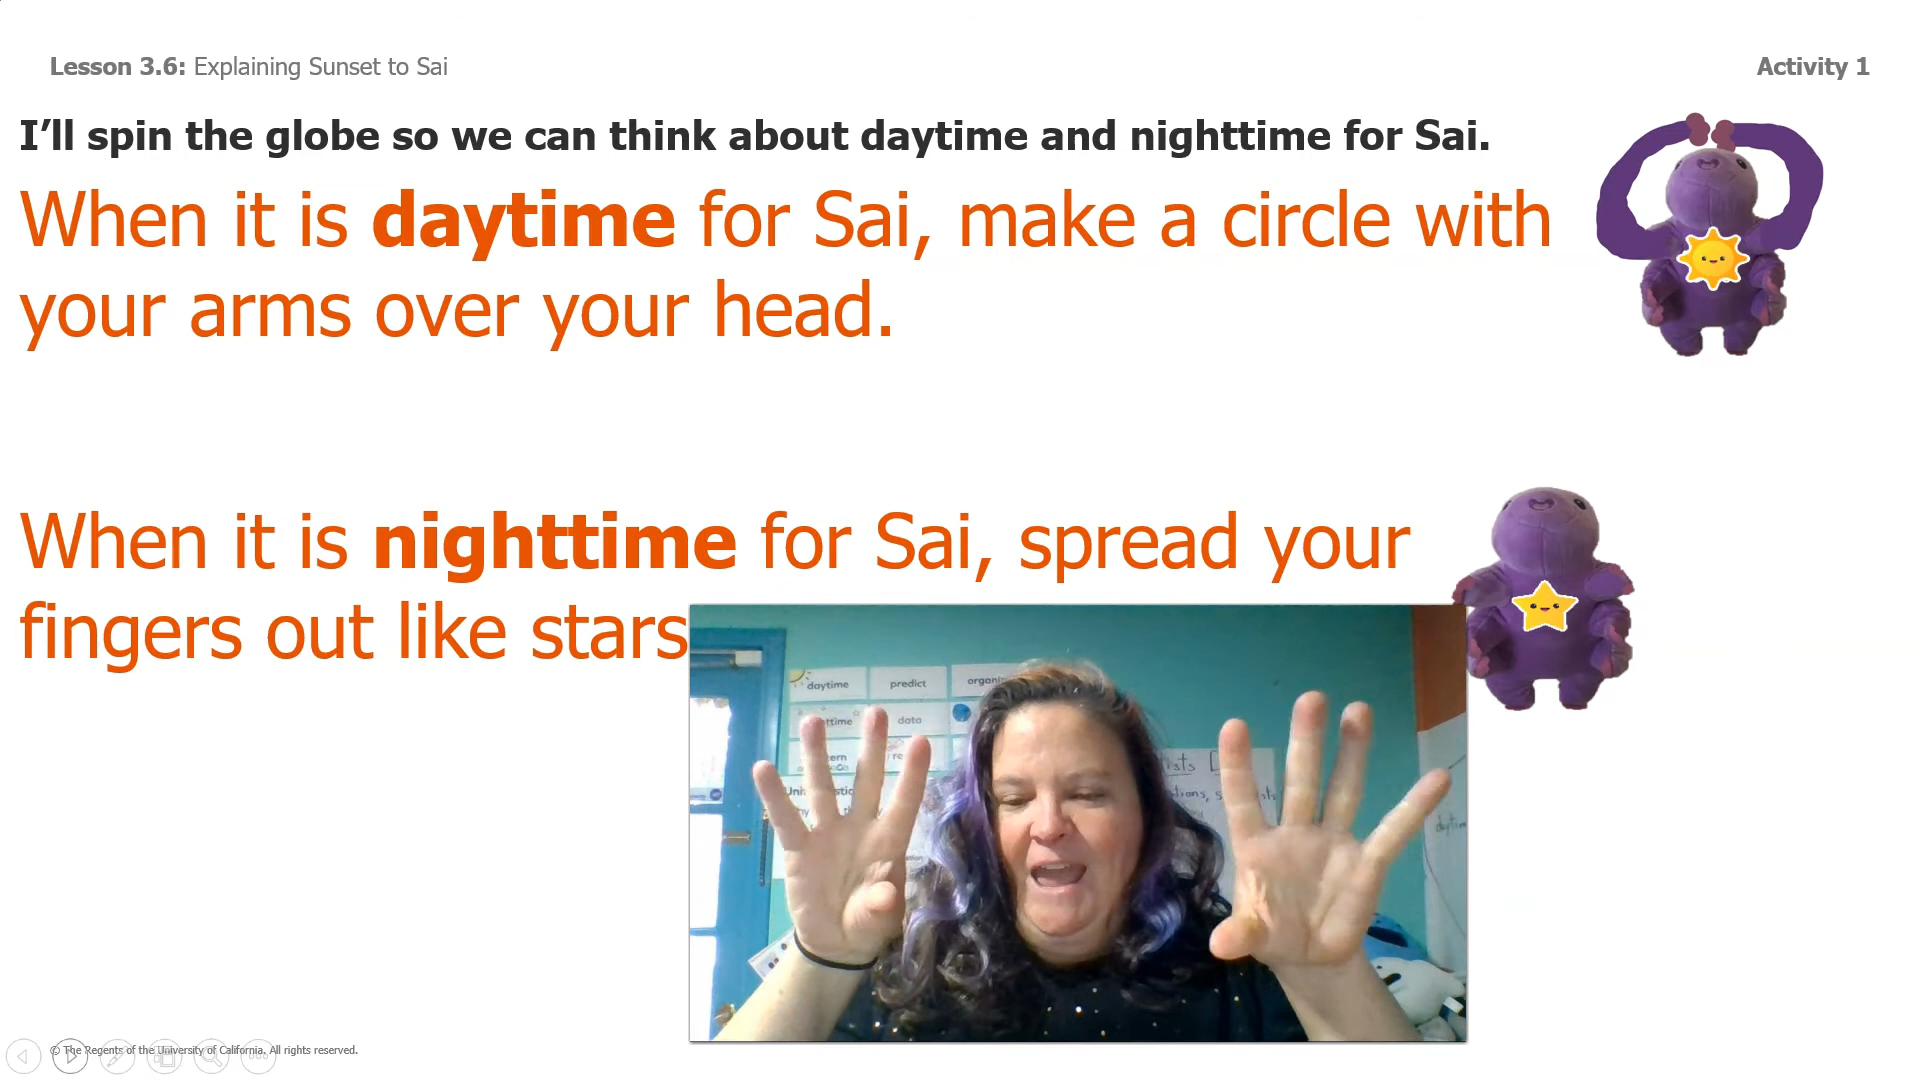 Lesson 3.6: Explaining Sunset to Sai
Activity 1
I’ll spin the globe so we can think about daytime and nighttime for Sai.
When it is daytime for Sai, make a circle with
your arms over your head.
When it is nighttime for Sai, spread your
fingers out like stars
daytime
predict
data
© The Regents of the University of California. All rights reserved.